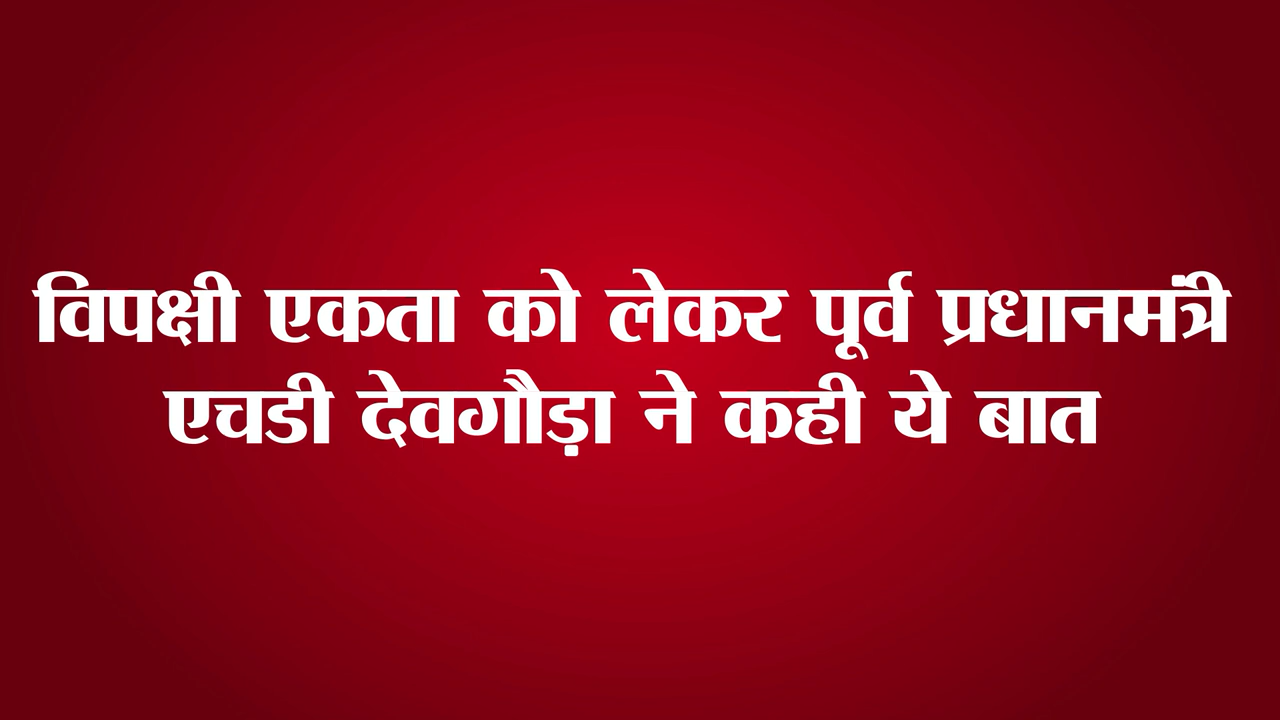 विपक्षी एकता को लेकर पूर्व प्रधानमंत्री
एचडी देवगौड़ा ने कही ये बात